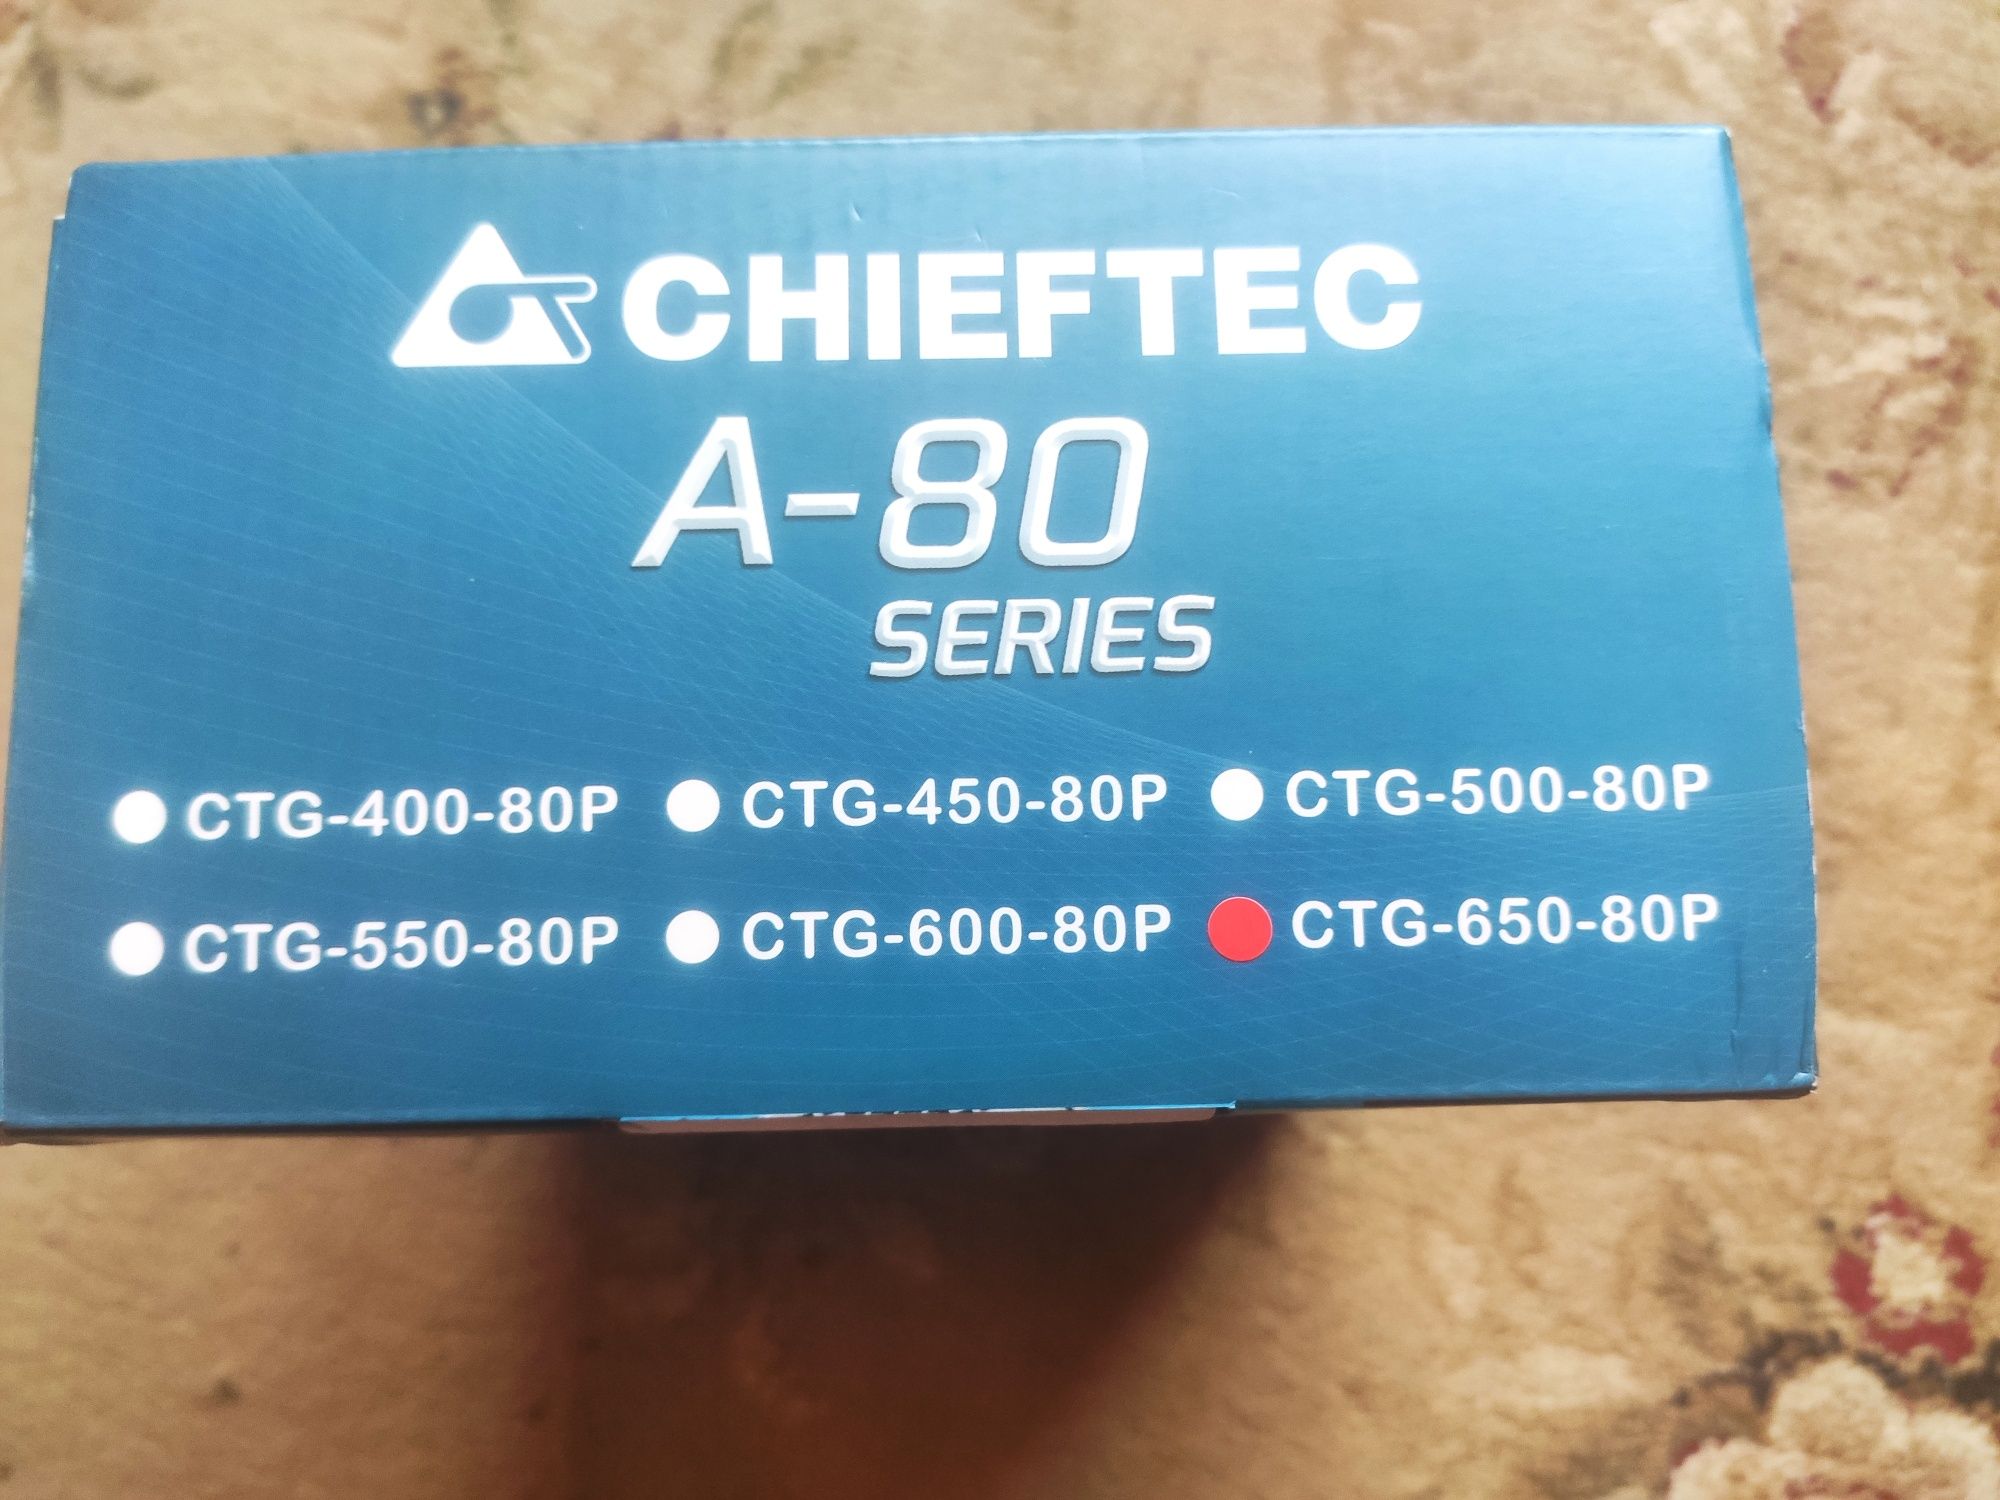 CHIEFTEC
A-80
SERIES
CTG-400-80P CTG-450-80P CTG-500-80P
CTG-550-80P CTG-600-80P CTG-650-80P